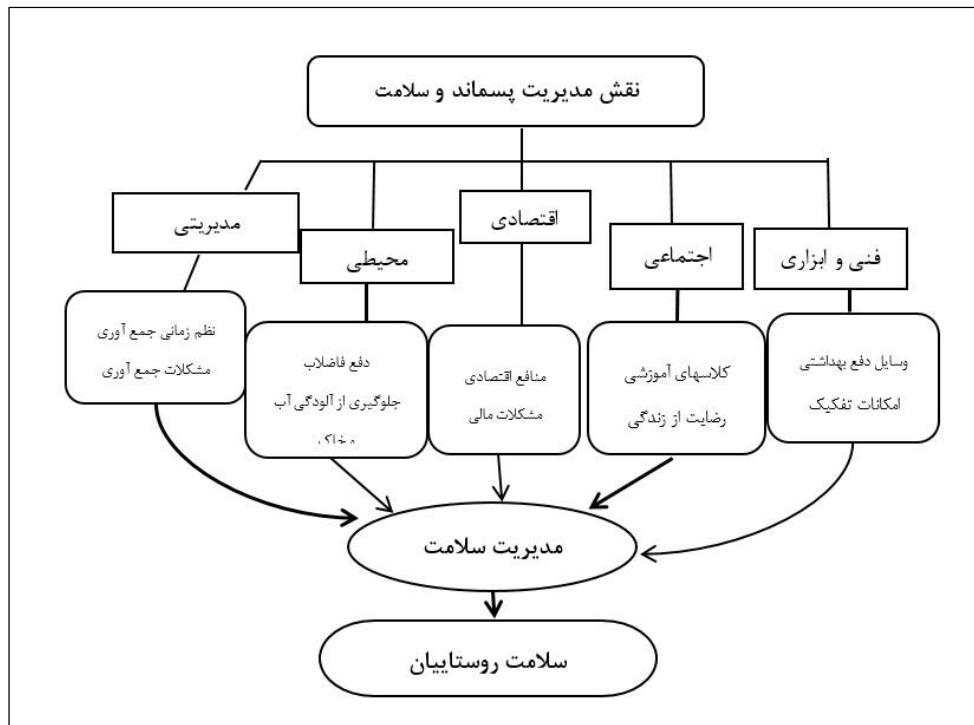 نقش مدیریت پسماند و سلامت
فنی و ابزاری
اجتماعی
اقتصادی
محیطی
مدیریتی
وسایل دفع بهداشتی
امکانات تفکیک
کلاسهای آموزشی
رضایت از زندگی
منافع اقتصادی
مشکلات مالی
دفع فاضلاب
جلوگیری از آلودگی آب
نظم زمانی جمع آوری
مشکلات جمع آوری
مدیریت سلامت
سلامت روستاییان